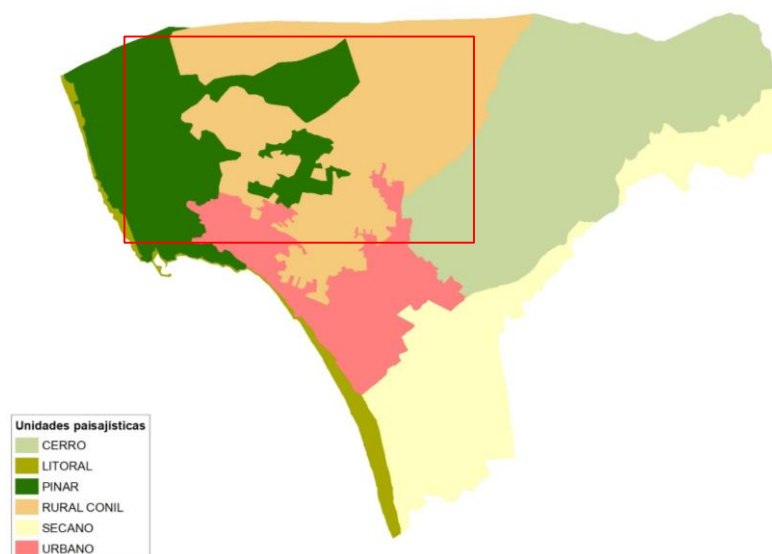 Unidades paisajísticas
CERRO
LITORAL
PINAR
RURAL CONIL
SECANO
URBANO